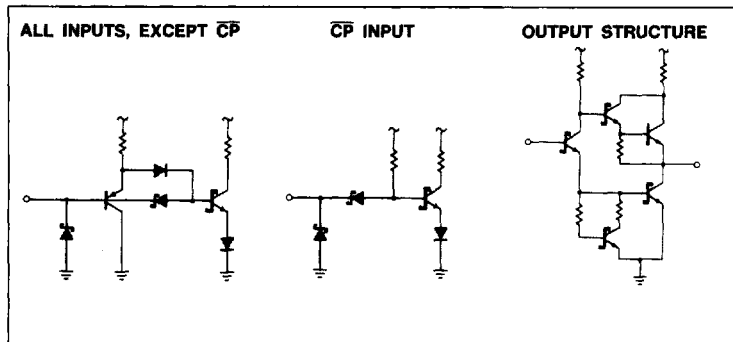 ALL INPUTS, EXCEPT C̅P̅
C̅P̅ INPUT
OUTPUT STRUCTURE